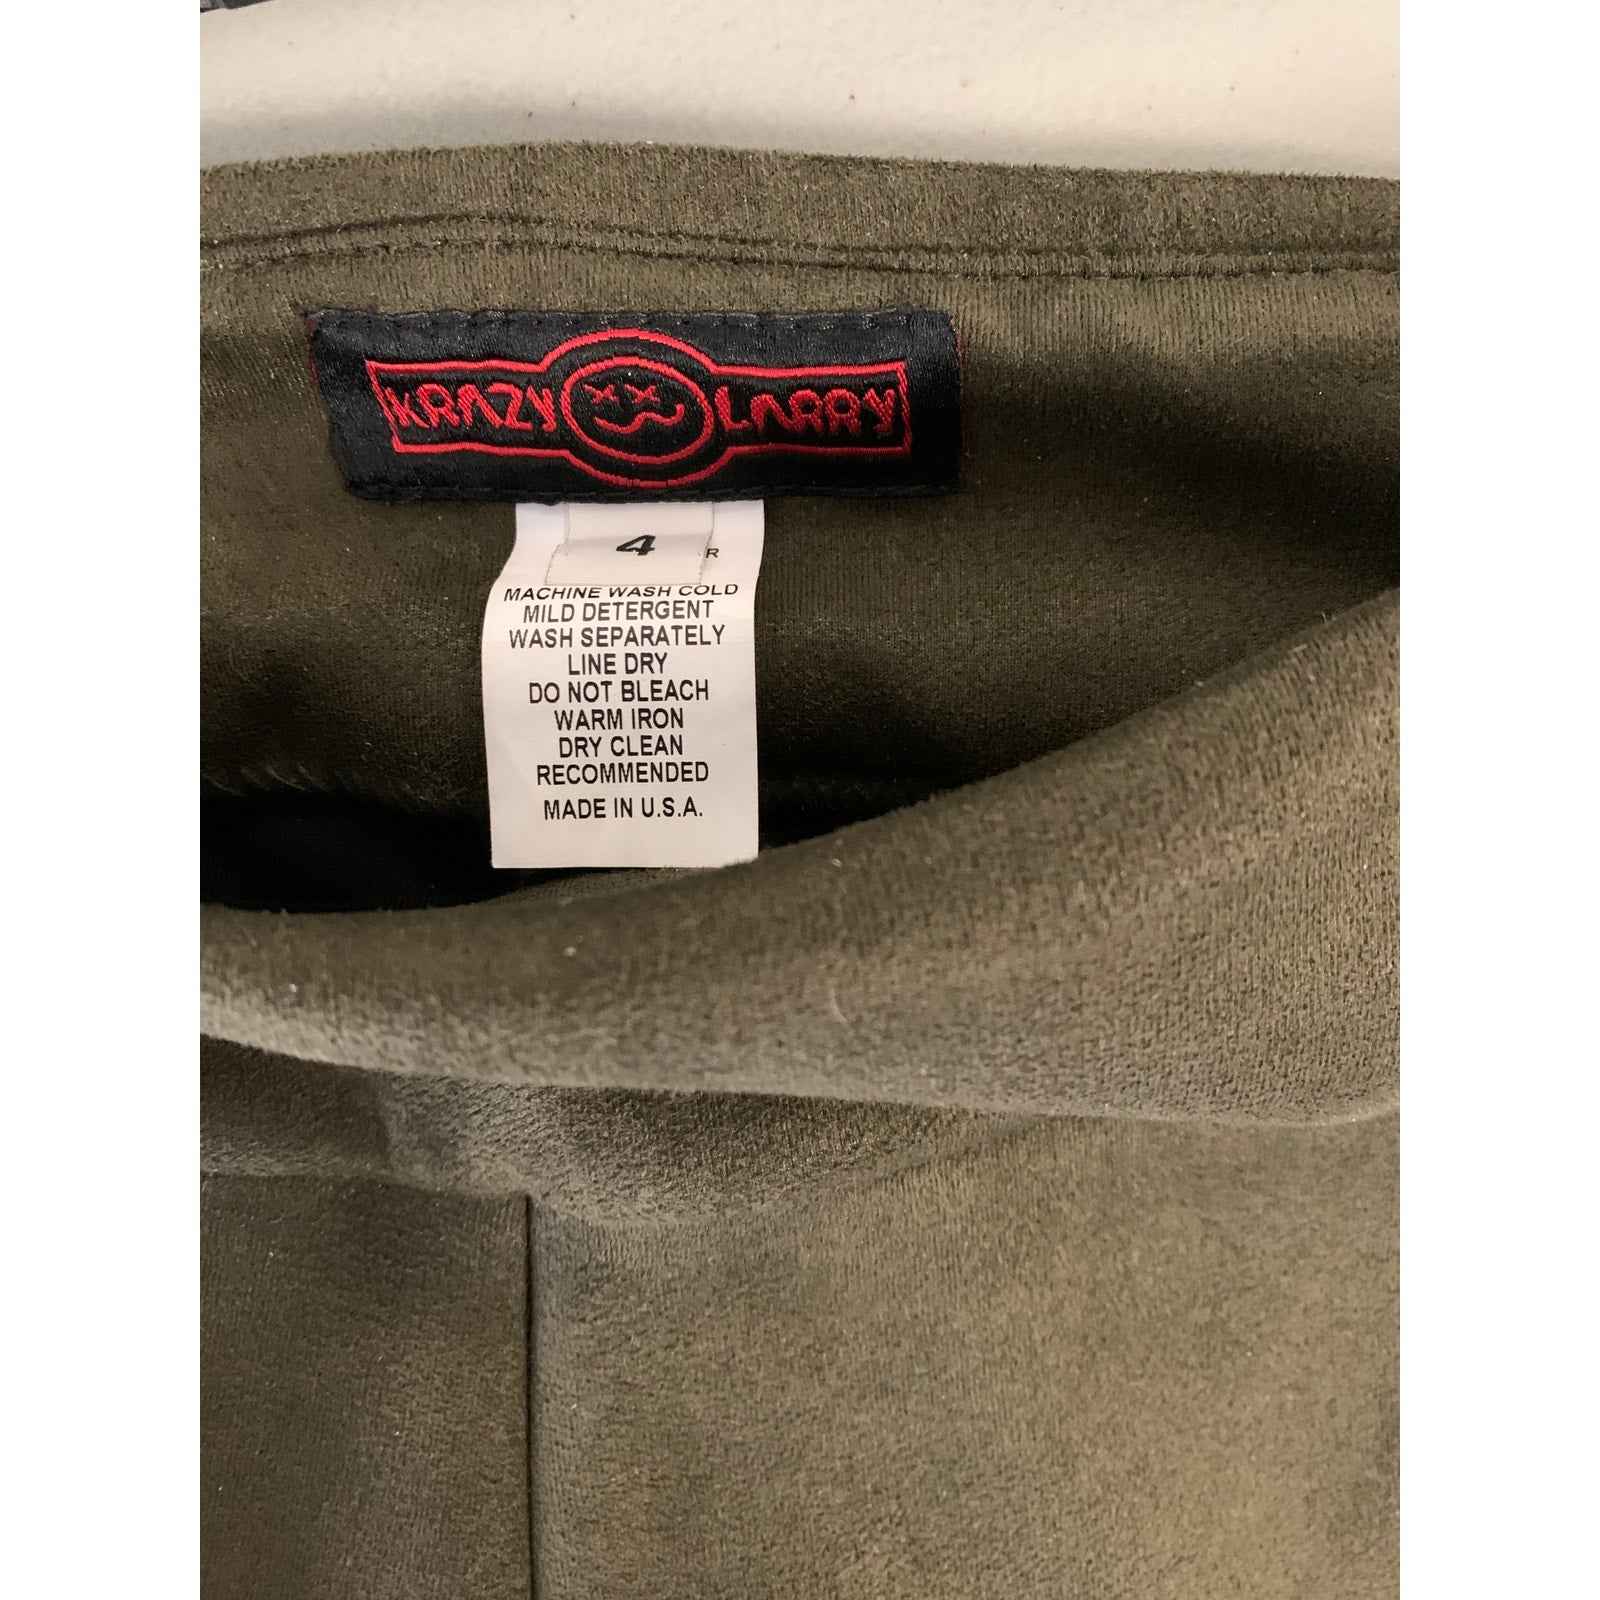 KRAZY LARRY
4 R
MACHINE WASH COLD
MILD DETERGENT
WASH SEPARATELY
LINE DRY
DO NOT BLEACH
WARM IRON
DRY CLEAN
RECOMMENDED
MADE IN U.S.A.